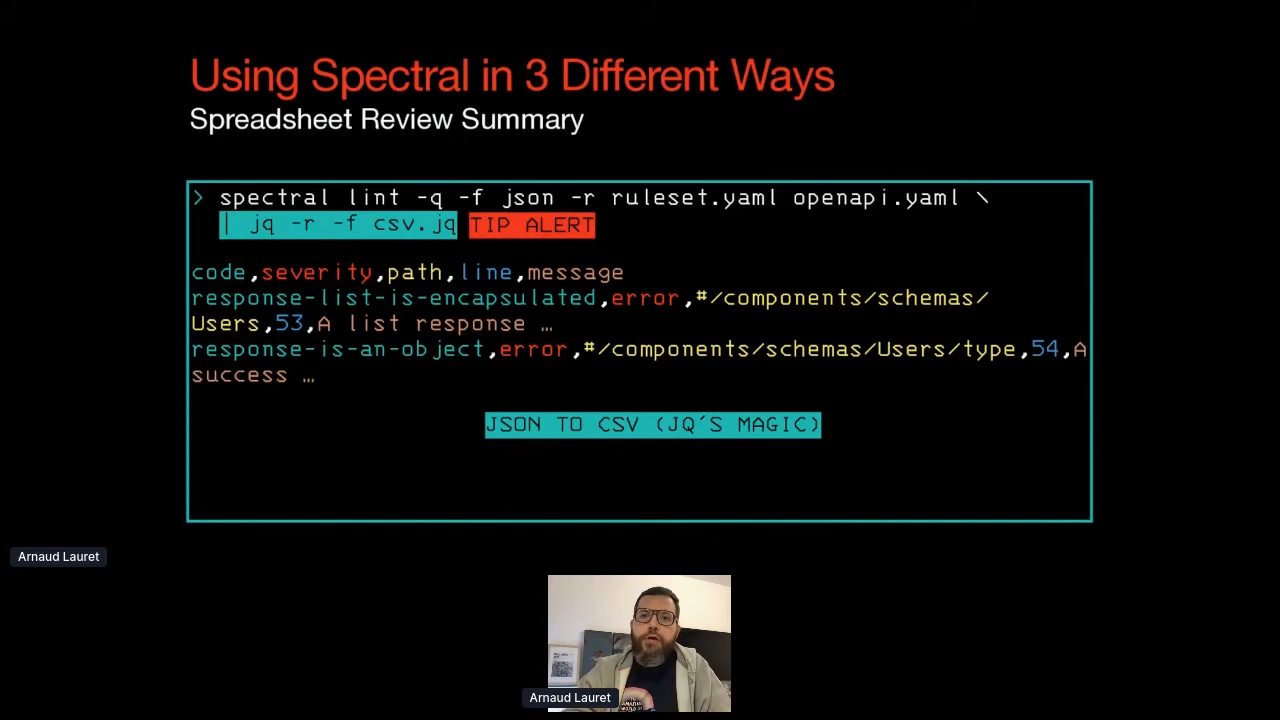 Using Spectral in 3 Different Ways
Spreadsheet Review Summary
> spectral lint -q -f json -r ruleset.yaml openapi.yaml \
| jq -r -f csv.jq TIP ALERT
code,severity,path,line,message
response-list-is-encapsulated,error,#/components/schemas/
Users,53,A list response …
response-is-an-object,error,#/components/schemas/Users/type,54,A
success …
JSON TO CSV (JQ'S MAGIC)
Arnaud Lauret
Arnaud Lauret